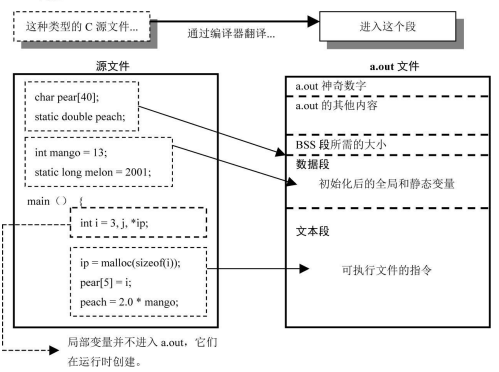 这种类型的 C 源文件...
通过编译器翻译...
进入这个段
源文件
char pear[40];
static double peach;
int mango = 13;
static long melon = 2001;
main（） {
int i = 3, j, *ip;
ip = malloc(sizeof(i));
pear[5] = i;
peach = 2.0 * mango;
局部变量并不进入 a.out，它们
在运行时创建。
a.out 文件
a.out 神奇数字
a.out 的其他内容
BSS 段所需的大小
数据段
初始化后的全局和静态变量
文本段
可执行文件的指令